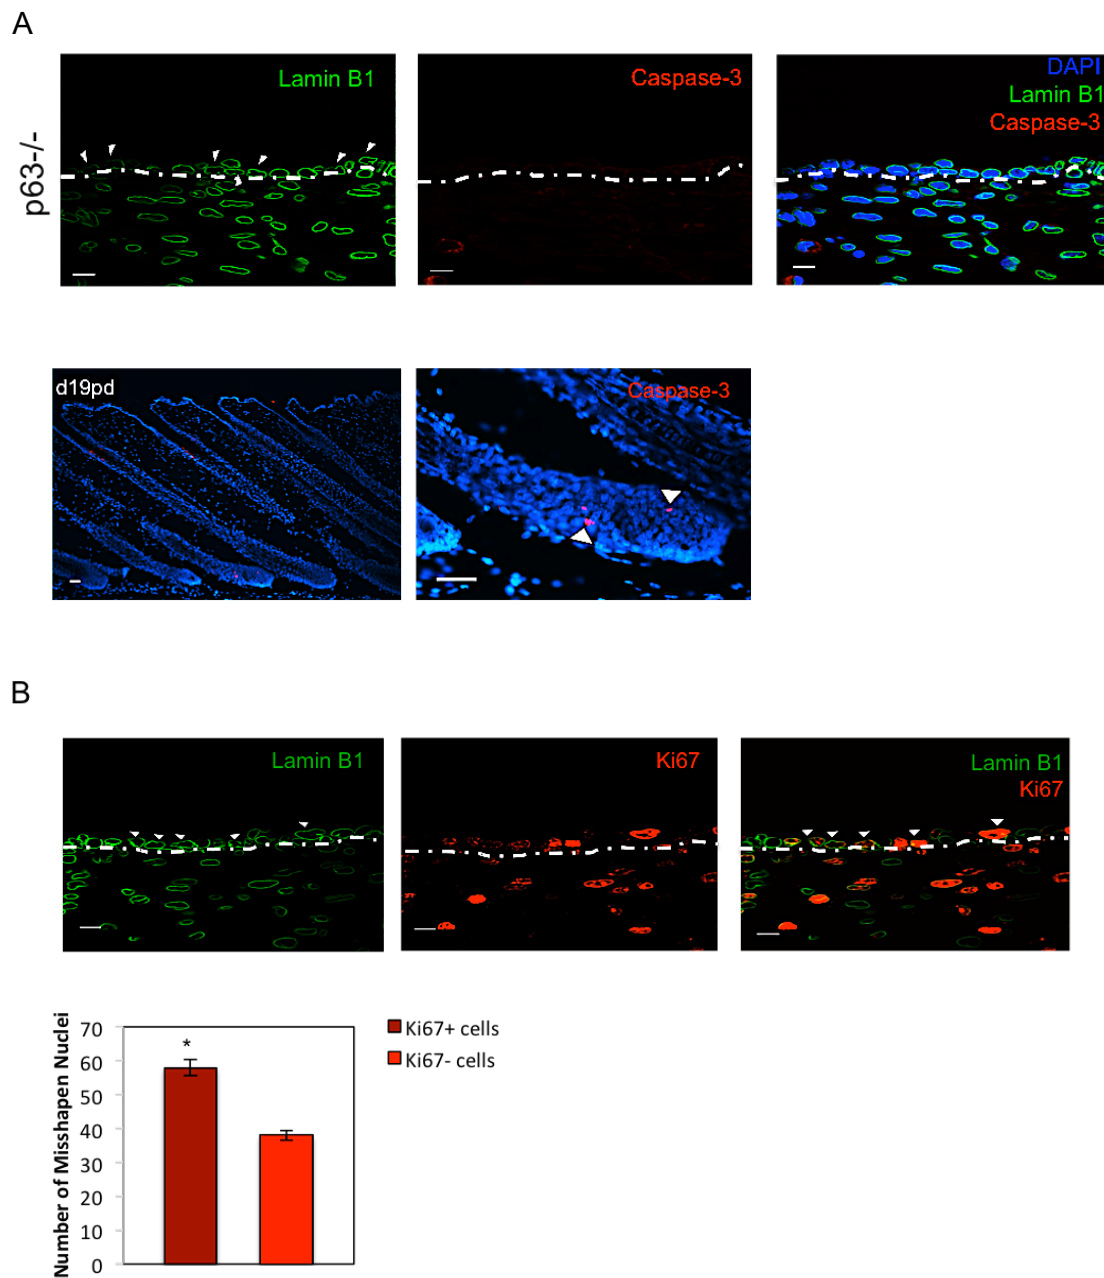 A
Lamin B1
Caspase-3
DAPI
Lamin B1
Caspase-3
p63-/-
d19pd
Caspase-3
B
Lamin B1
Ki67
Lamin B1
Ki67
Number of Misshapen Nuclei
70
60
50
40
30
20
10
0
*
Ki67+ cells
Ki67- cells